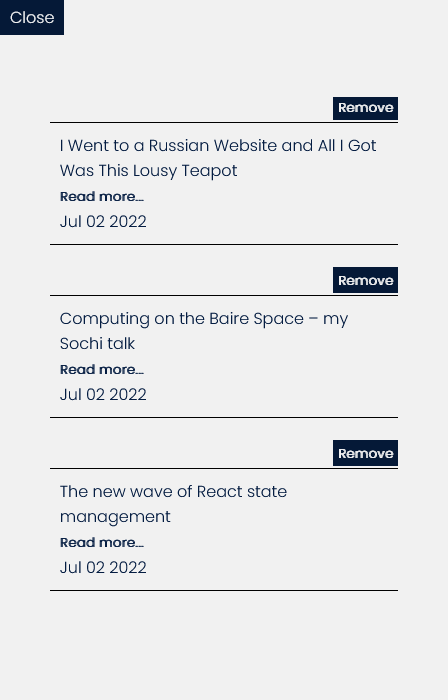 Close
Remove
I Went to a Russian Website and All I Got
Was This Lousy Teapot
Read more...
Jul 02 2022
Remove
Computing on the Baire Space – my
Sochi talk
Read more...
Jul 02 2022
Remove
The new wave of React state
management
Read more...
Jul 02 2022